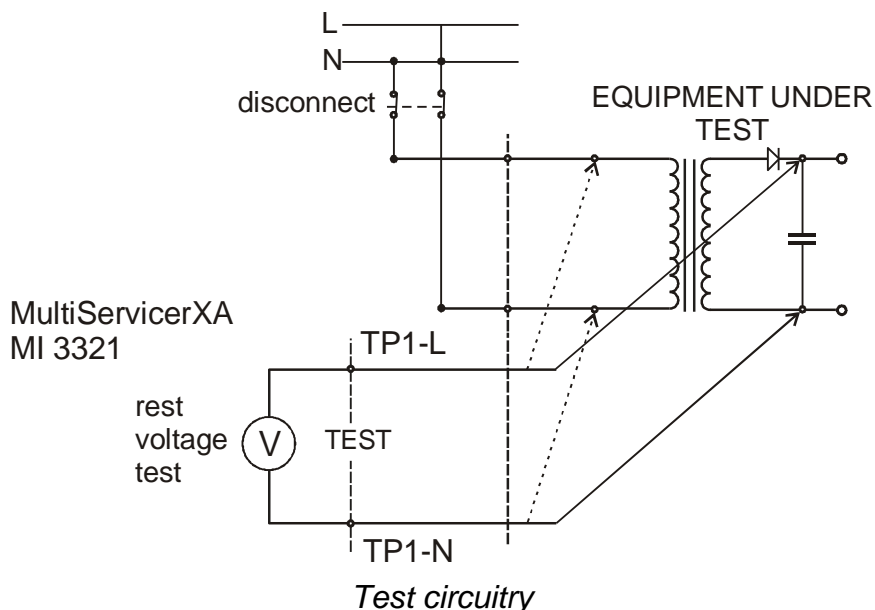 L
N
disconnect
EQUIPMENT UNDER
TEST
MultiServicerXA
MI 3321
TP1-L
rest
voltage
test
V
TEST
TP1-N
Test circuitry